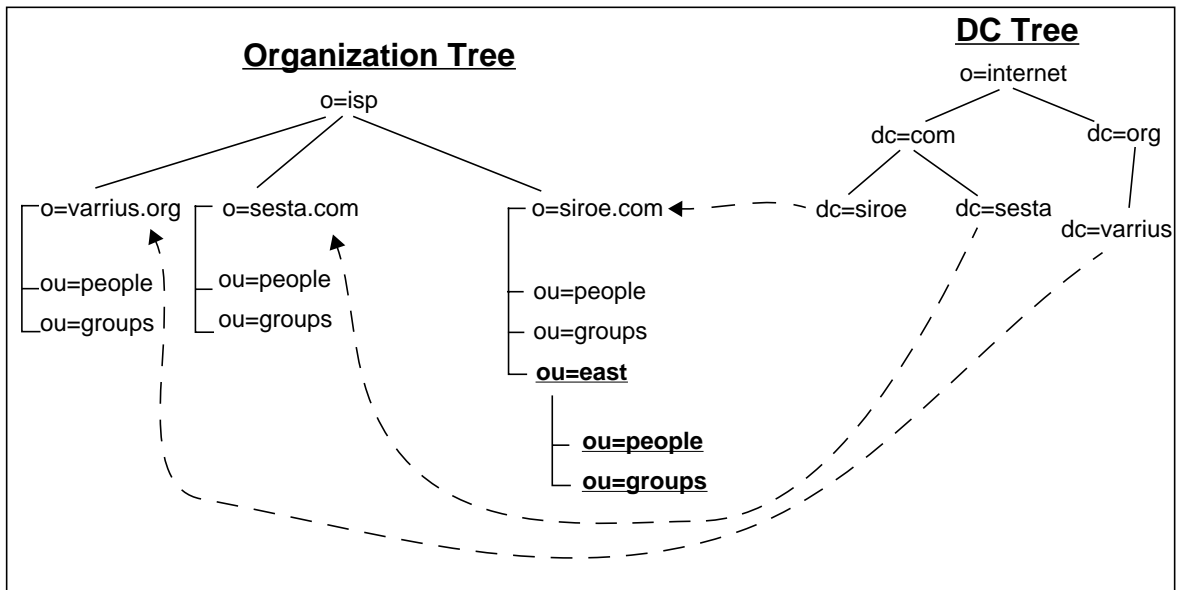 Organization Tree
o=isp
o=varrius.org
ou=people
ou=groups
o=sesta.com
ou=people
ou=groups
o=siroe.com
ou=people
ou=groups
ou=east
ou=people
ou=groups
DC Tree
o=internet
dc=com
dc=org
dc=siroe
dc=sesta
dc=varrius